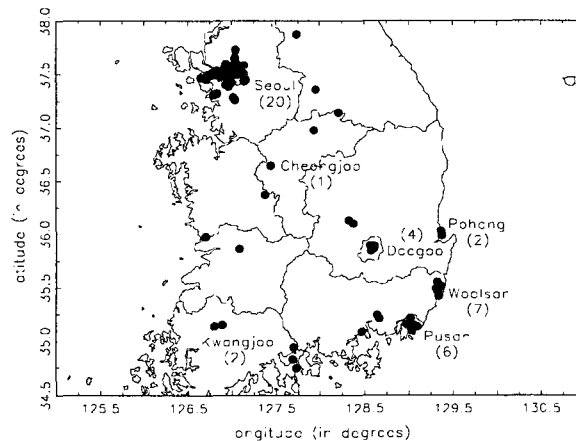 38.0
37.5
Seoul
(20)
37.0
Cheongjoo
(1)
36.5
36.0
(4)
Pohang
(2)
Daegoo
35.5
Woolsan
(7)
35.0
Kwangjoo
(2)
Pusan
(6)
34.5
125.5
126.5
127.5
128.5
129.5
130.5
latitude (in degrees)
longitude (in degrees)